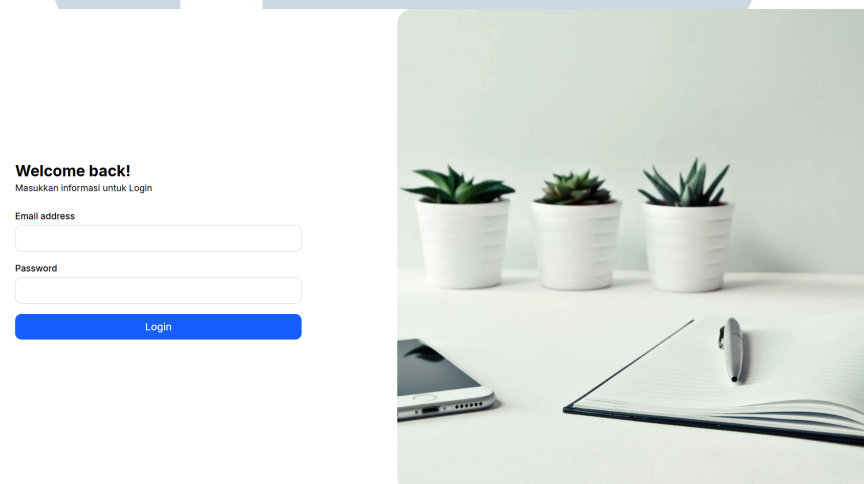 Welcome back!
Masukkan informasi untuk Login
Email address
Password
Login